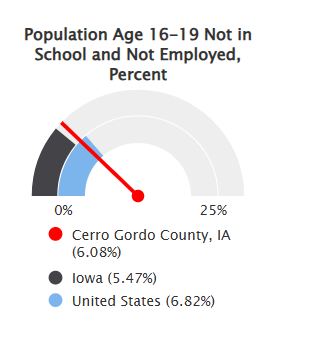 Population Age 16–19 Not in
School and Not Employed,
Percent
0%
25%
Cerro Gordo County, IA
(6.08%)
Iowa (5.47%)
United States (6.82%)